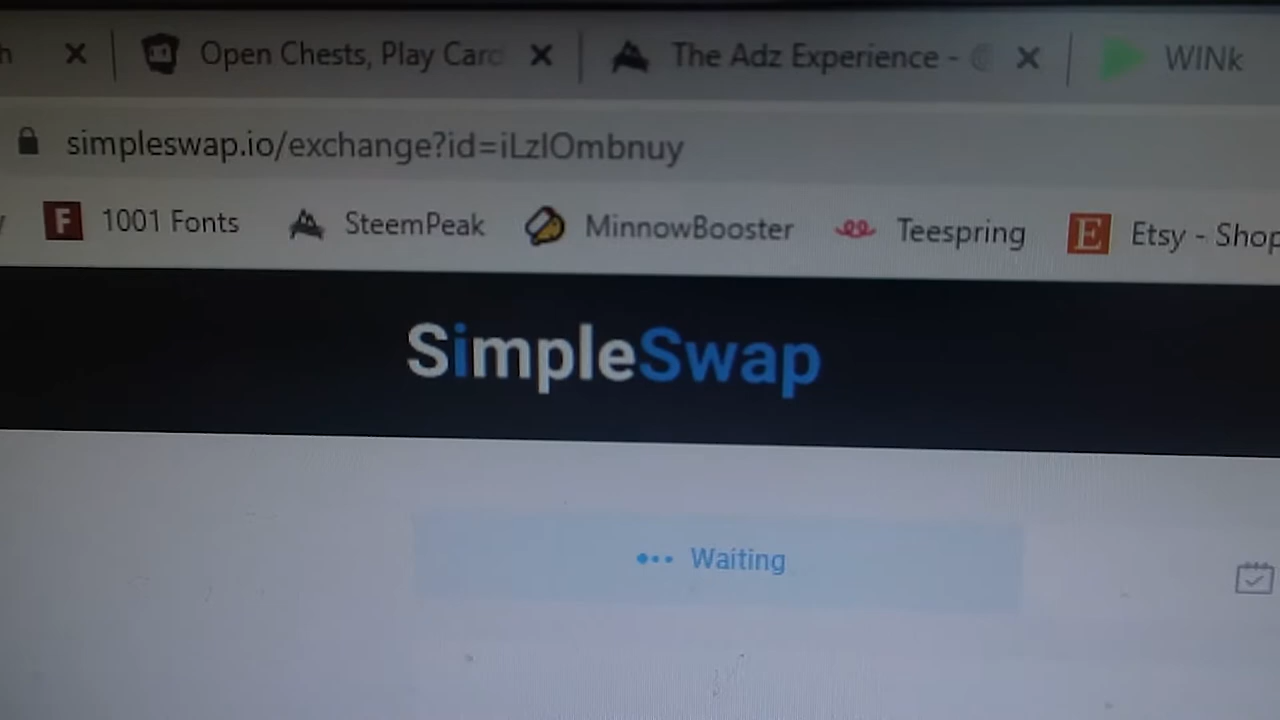 h Open Chests, Play Card The Adz Experience - @ WINk
simpleswap.io/exchange?id=iLzlOmbnuy
1001 Fonts SteemPeak MinnowBooster Teespring Etsy - Shop
SimpleSwap
Waiting